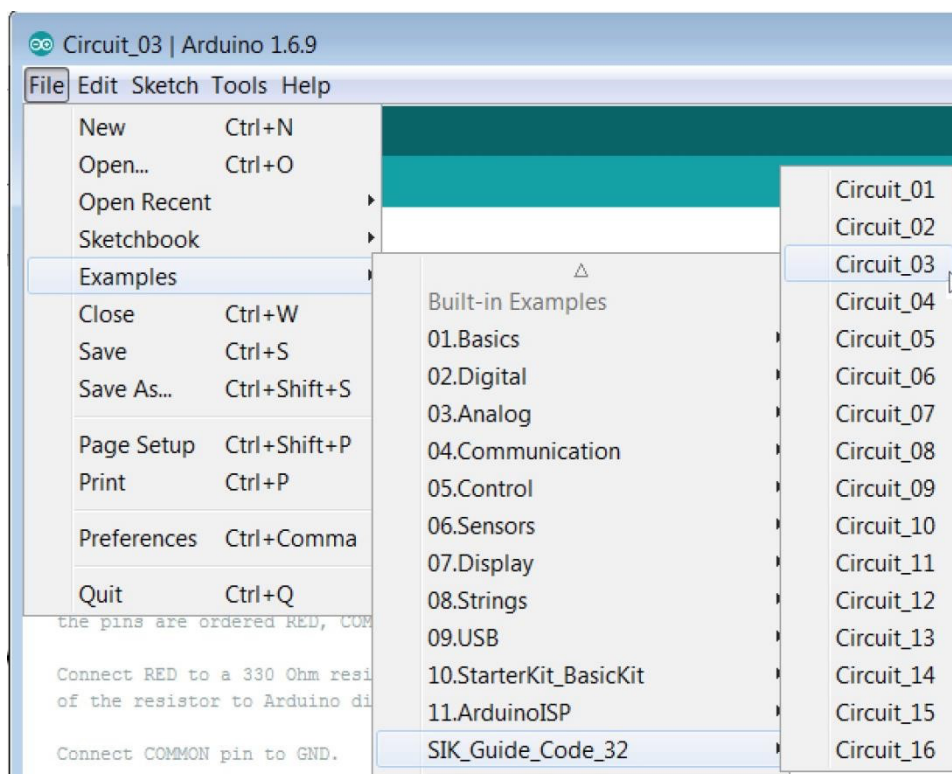 Circuit_03 | Arduino 1.6.9
File Edit Sketch Tools Help
New Ctrl+N
Open... Ctrl+O
Open Recent
Sketchbook
Examples
Close Ctrl+W
Save Ctrl+S
Save As... Ctrl+Shift+S
Page Setup Ctrl+Shift+P
Print Ctrl+P
Preferences Ctrl+Comma
Quit Ctrl+Q
Built-in Examples
01.Basics
02.Digital
03.Analog
04.Communication
05.Control
06.Sensors
07.Display
08.Strings
09.USB
10.StarterKit_BasicKit
11.ArduinoISP
SIK_Guide_Code_32
Circuit_01
Circuit_02
Circuit_03
Circuit_04
Circuit_05
Circuit_06
Circuit_07
Circuit_08
Circuit_09
Circuit_10
Circuit_11
Circuit_12
Circuit_13
Circuit_14
Circuit_15
Circuit_16
the pins are ordered RED, COM
Connect RED to a 330 Ohm resi
of the resistor to Arduino di
Connect COMMON pin to GND.